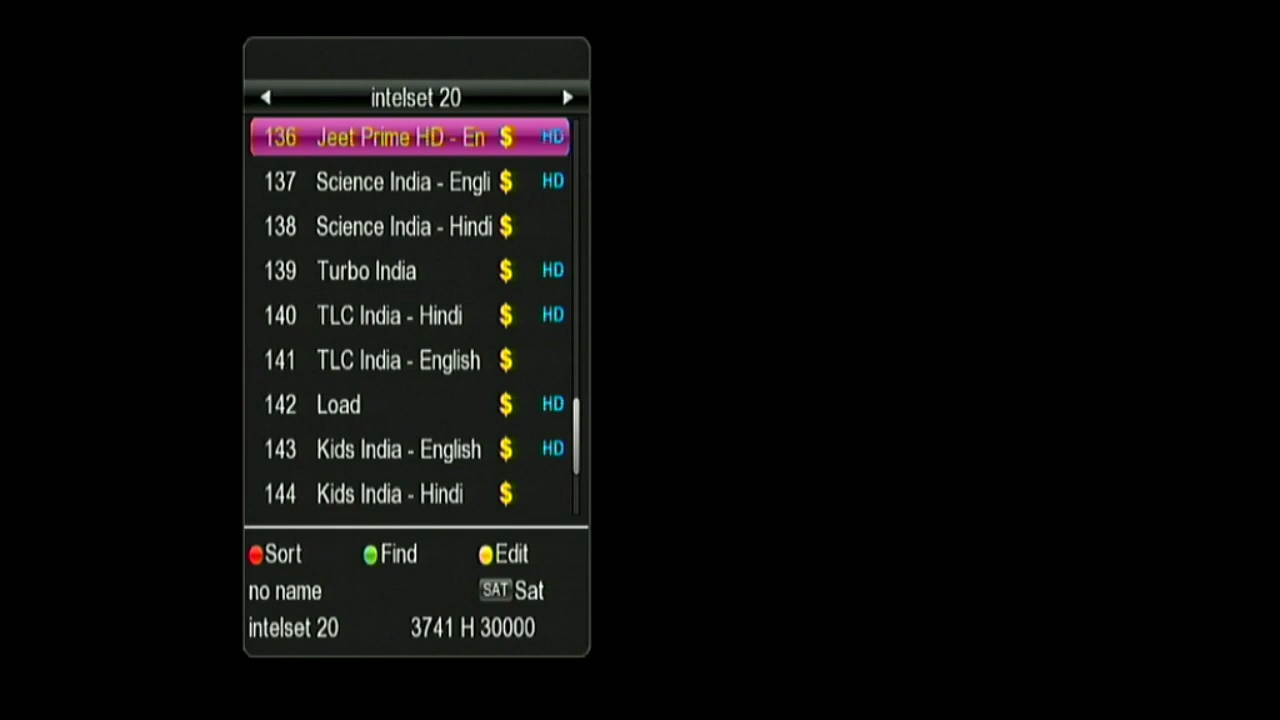 intelset 20
136 Jeet Prime HD - En $ HD
137 Science India - Engli $ HD
138 Science India - Hindi $
139 Turbo India $ HD
140 TLC India - Hindi $ HD
141 TLC India - English $
142 Load $ HD
143 Kids India - English $ HD
144 Kids India - Hindi $
Sort Find Edit
no name SAT Sat
intelset 20 3741 H 30000